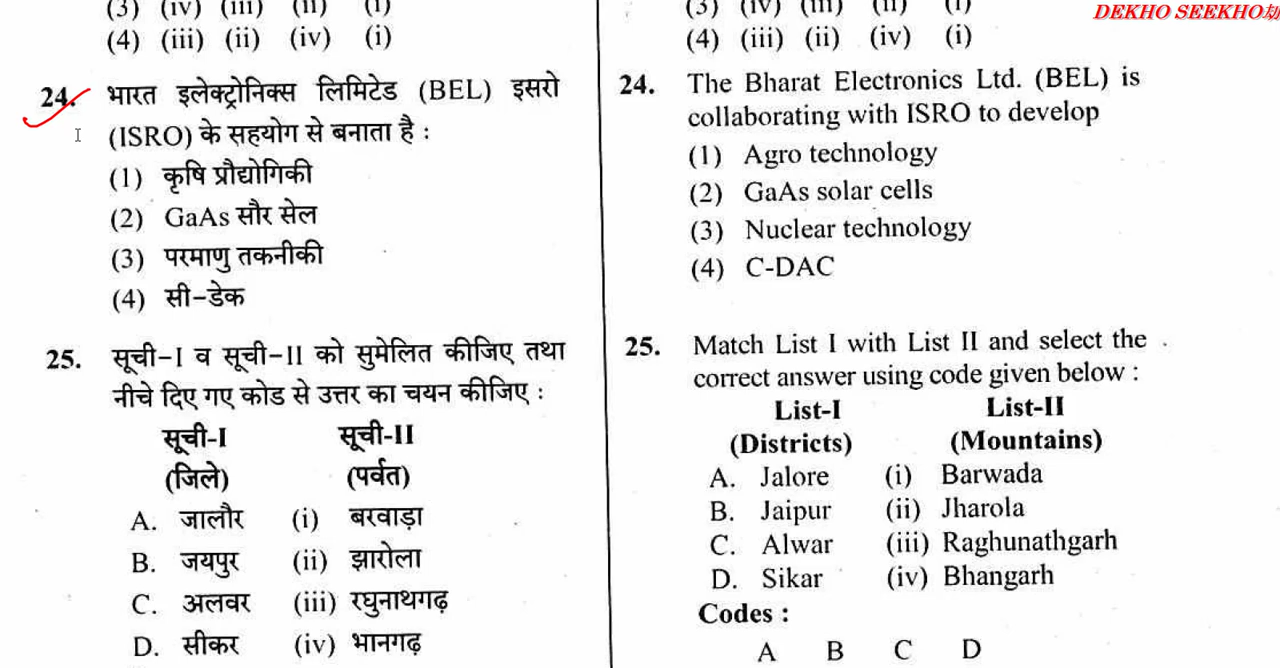 (3) (iv) (iii) (ii) (i)
(4) (iii) (ii) (iv) (i)
24. भारत इलेक्ट्रोनिक्स लिमिटेड (BEL) इसरो
(ISRO) के सहयोग से बनाता है :
(1) कृषि प्रौद्योगिकी
(2) GaAs सौर सेल
(3) परमाणु तकनीकी
(4) सी-डेक
25. सूची-I व सूची-II को सुमेलित कीजिए तथा
नीचे दिए गए कोड से उत्तर का चयन कीजिए :
सूची-I सूची-II
(जिले) (पर्वत)
A. जालौर (i) बरवाड़ा
B. जयपुर (ii) झारोला
C. अलवर (iii) रघुनाथगढ़
D. सीकर (iv) भानगढ़
DEKHO SEEKHO
(3) (iv) (iii) (ii) (i)
(4) (iii) (ii) (iv) (i)
24. The Bharat Electronics Ltd. (BEL) is
collaborating with ISRO to develop
(1) Agro technology
(2) GaAs solar cells
(3) Nuclear technology
(4) C-DAC
25. Match List I with List II and select the
correct answer using code given below :
List-I List-II
(Districts) (Mountains)
A. Jalore (i) Barwada
B. Jaipur (ii) Jharola
C. Alwar (iii) Raghunathgarh
D. Sikar (iv) Bhangarh
Codes :
A B C D